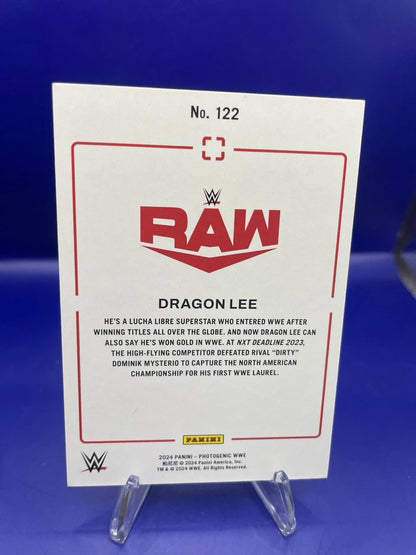 No. 122
W
RAW
DRAGON LEE
HE'S A LUCHA LIBRE SUPERSTAR WHO ENTERED WWE AFTER
WINNING TITLES ALL OVER THE GLOBE. AND NOW DRAGON LEE CAN
ALSO SAY HE'S WON GOLD IN WWE. AT NXT DEADLINE 2023,
THE HIGH-FLYING COMPETITOR DEFEATED RIVAL "DIRTY"
DOMINIK MYSTERIO TO CAPTURE THE NORTH AMERICAN
CHAMPIONSHIP FOR HIS FIRST WWE LAUREL.
PANINI
W
2024 PANINI - PHOTOGENIC WWE
帕尼尼 © 2024 Panini America, Inc.
TM & © 2024 WWE. All Rights Reserved.